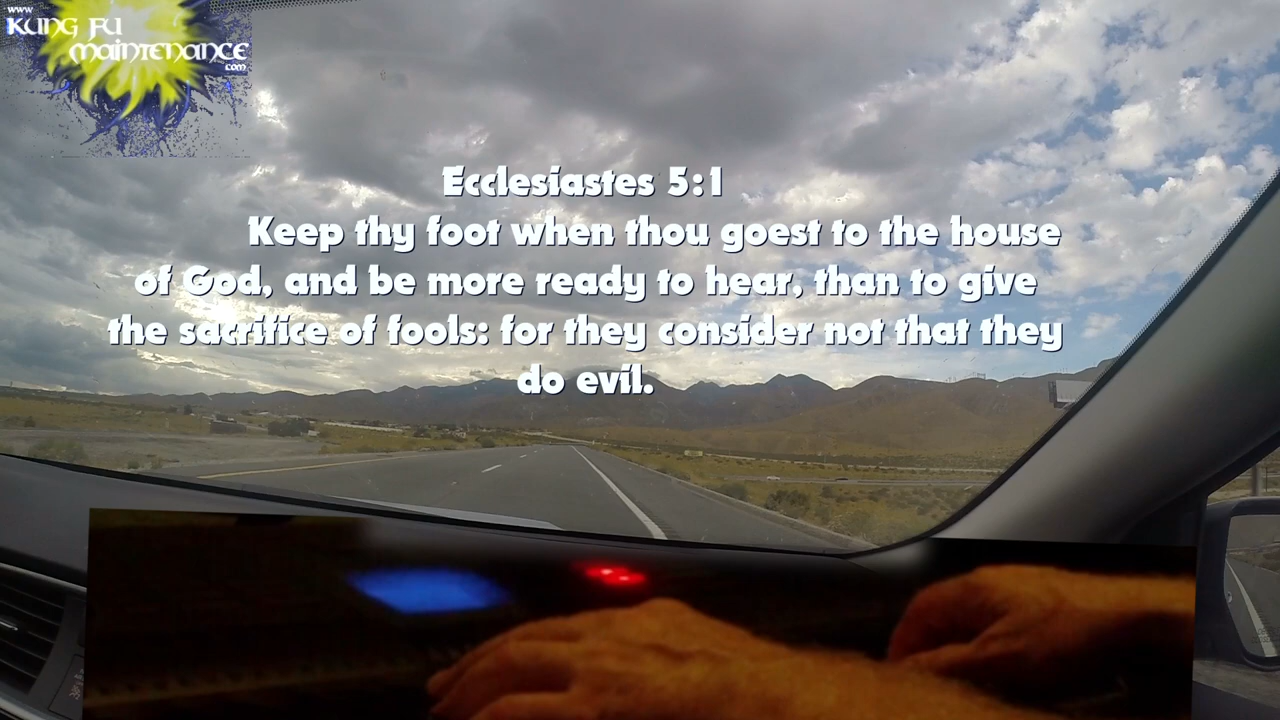 www
KUNG FU
MAINTENANCE
.com
Ecclesiastes 5:1
Keep thy foot when thou goest to the house
of God, and be more ready to hear, than to give
the sacrifice of fools: for they consider not that they
do evil.